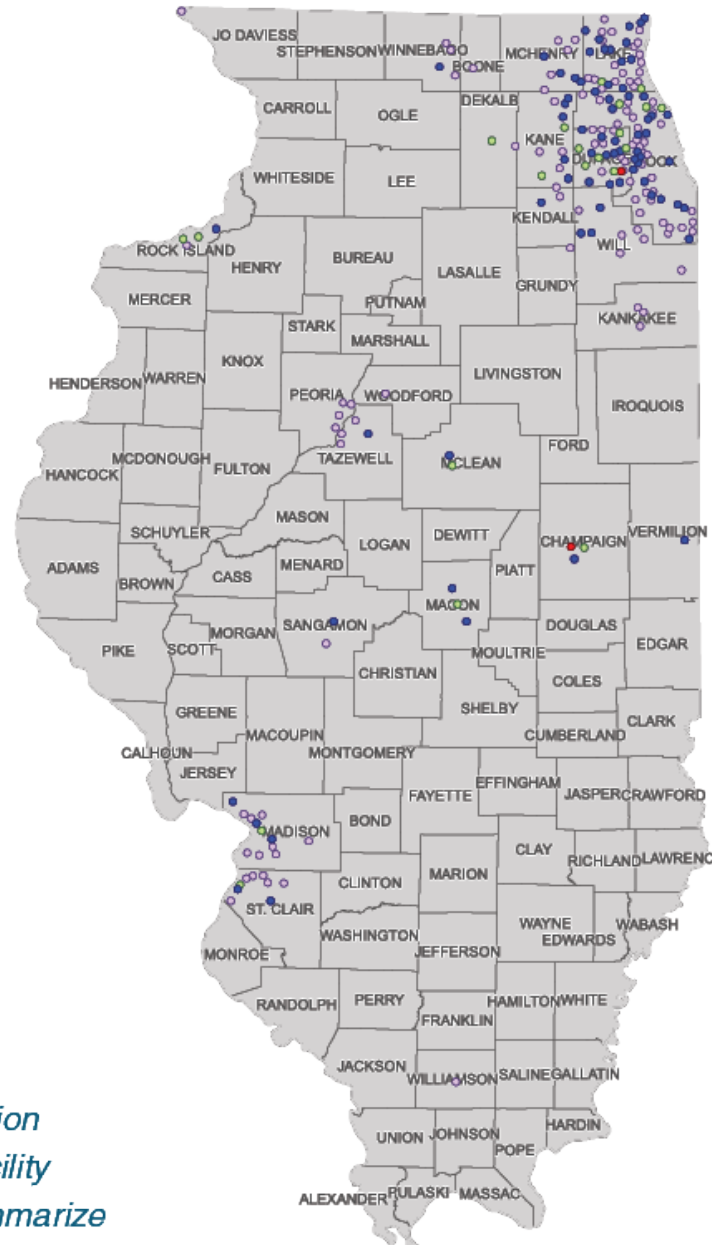 JO DAVIESS
STEPHENSON
WINNEBAGO
BOONE
MCHENRY
LAKE
CARROLL
OGLE
DEKALB
KANE
DUPAGE
COOK
WHITESIDE
LEE
KENDALL
WILL
ROCK ISLAND
HENRY
BUREAU
LASALLE
GRUNDY
MERCER
PUTNAM
KANKAKEE
STARK
MARSHALL
KNOX
HENDERSON
WARREN
PEORIA
WOODFORD
LIVINGSTON
IROQUOIS
FORD
HANCOCK
MCDONOUGH
FULTON
TAZEWELL
MCLEAN
SCHUYLER
MASON
LOGAN
DEWITT
CHAMPAIGN
VERMILION
ADAMS
BROWN
CASS
MENARD
PIATT
MACON
PIKE
SCOTT
MORGAN
SANGAMON
DOUGLAS
EDGAR
CHRISTIAN
MOULTRIE
COLES
GREENE
MACOUPIN
SHELBY
CUMBERLAND
CLARK
CALHOUN
JERSEY
MONTGOMERY
FAYETTE
EFFINGHAM
JASPER
CRAWFORD
MADISON
BOND
CLAY
RICHLAND
LAWRENC
MARION
CLINTON
ST. CLAIR
WASHINGTON
JEFFERSON
WAYNE
EDWARDS
WABASH
MONROE
RANDOLPH
PERRY
FRANKLIN
HAMILTON
WHITE
JACKSON
WILLIAMSON
SALINE
GALLATIN
UNION
JOHNSON
POPE
HARDIN
ALEXANDER
PULASKI
MASSAC
ion
cility
nmarize